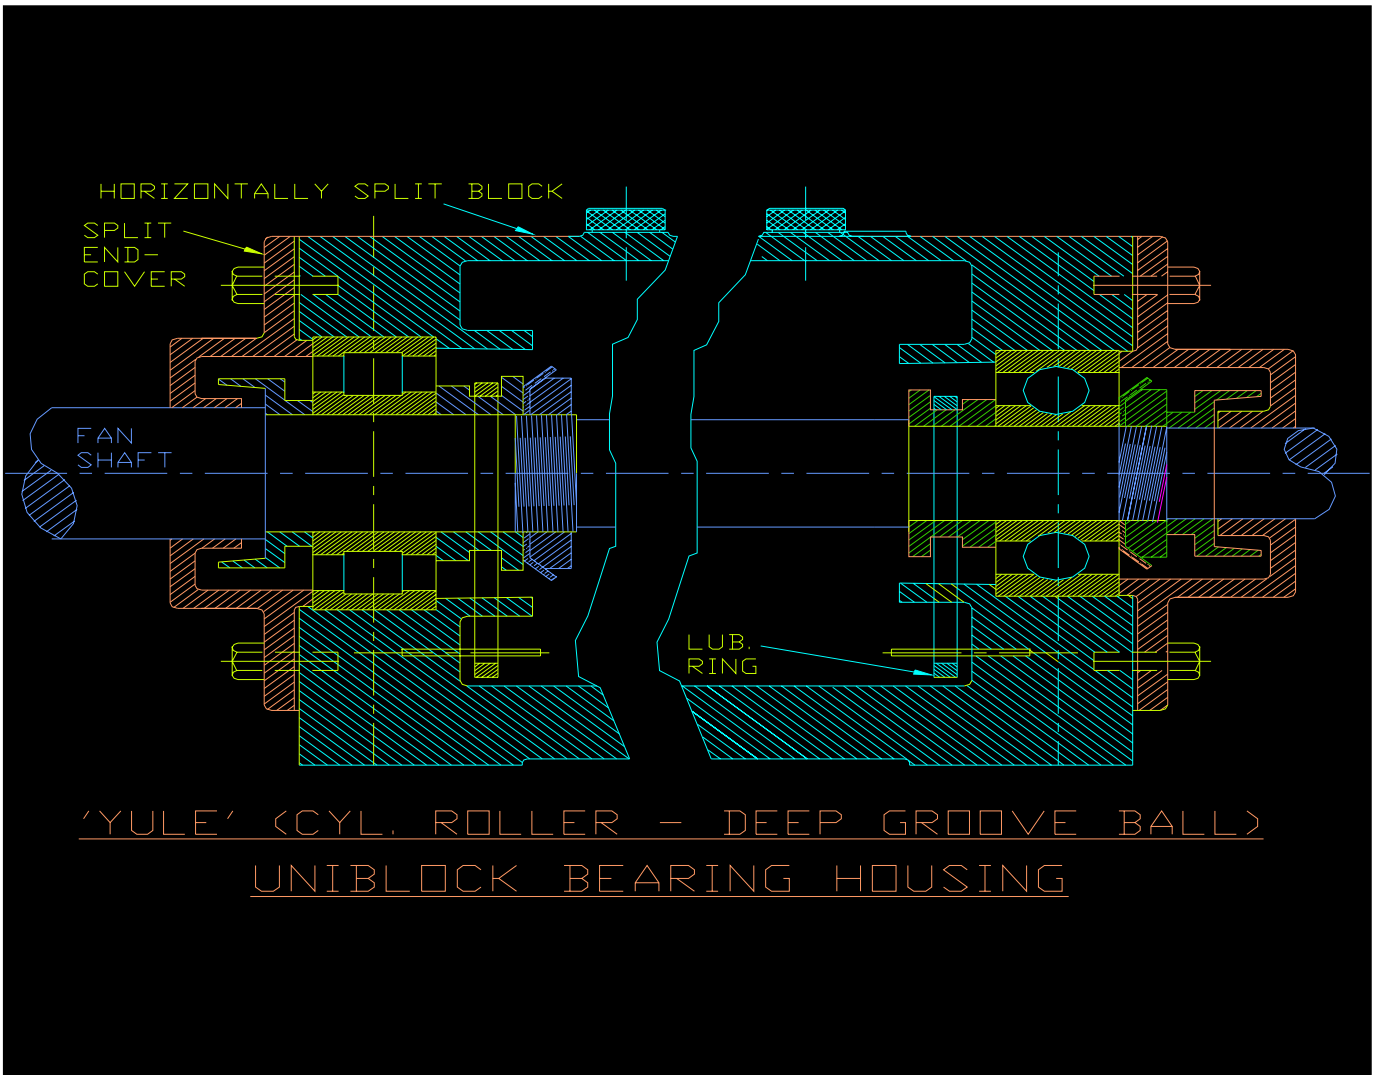 HORIZONTALLY SPLIT BLOCK
SPLIT
END-
COVER
FAN
SHAFT
LUB.
RING
'YULE' (CYL. ROLLER - DEEP GROOVE BALL)
UNIBLOCK BEARING HOUSING